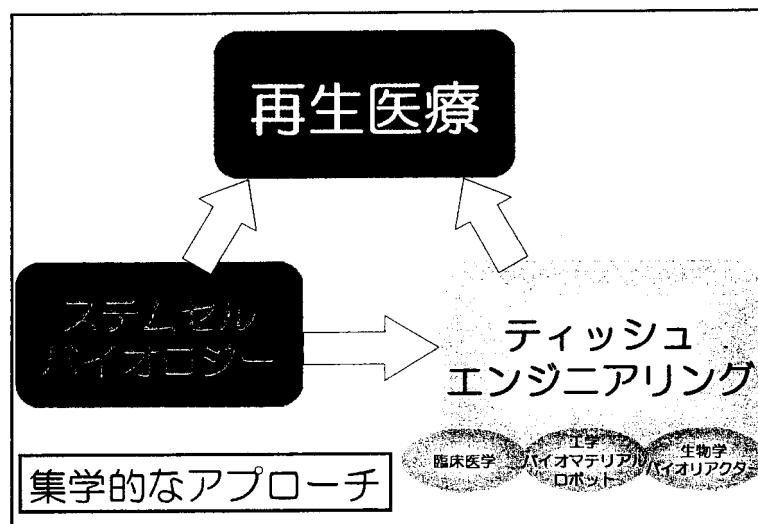 再生医療
ステムセル
バイオロジー
ティッシュ
エンジニアリング
臨床医学
工学
バイオマテリアル
ロボット
生物学
バイオリアクター
集学的なアプローチ